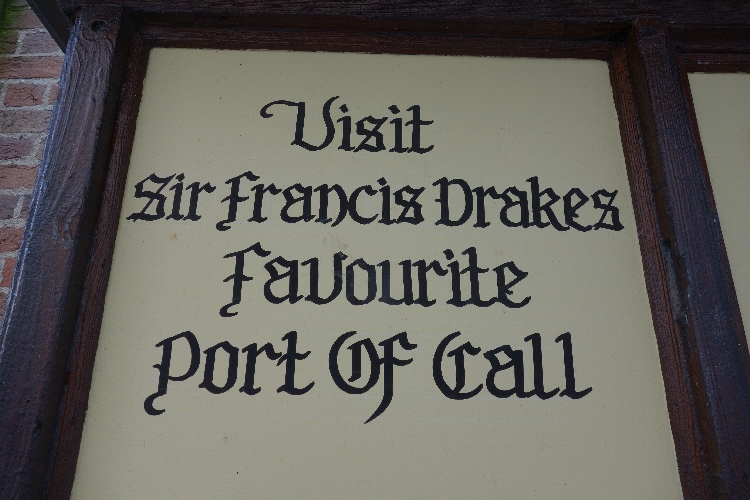 Visit
Sir Francis Drakes
Favourite
Port Of Call